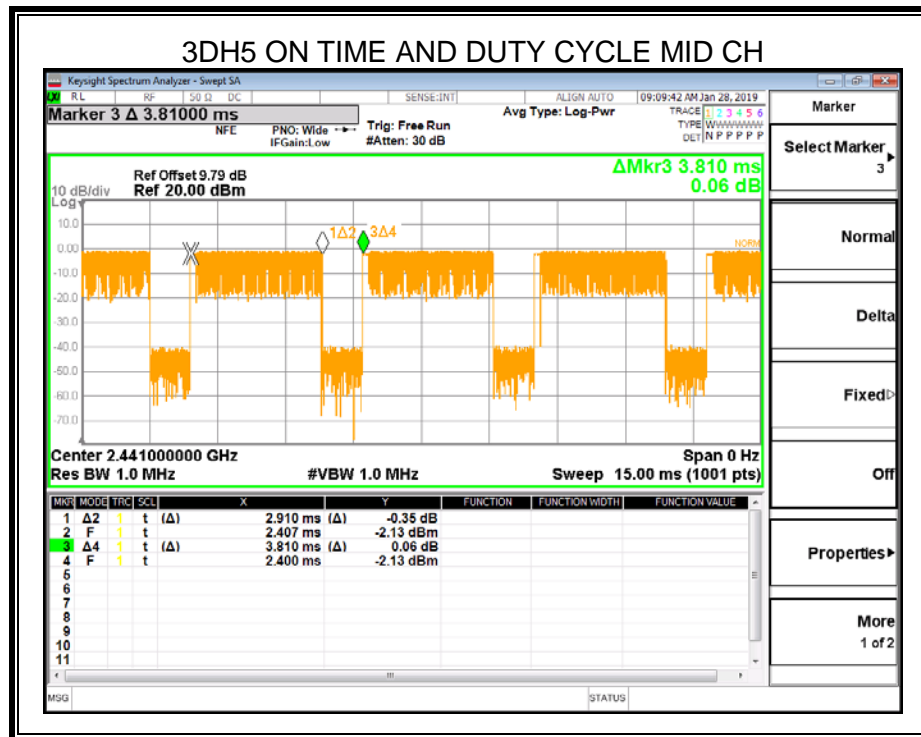 3DH5 ON TIME AND DUTY CYCLE MID CH
Keysight Spectrum Analyzer - Swept SA
RL RF 50 Ω DC SENSE:INT ALIGN AUTO 09:09:42 AM Jan 28, 2019
Marker 3 Δ 3.81000 ms
NFE
PNO: Wide
IFGain:Low
Trig: Free Run
#Atten: 30 dB
Avg Type: Log-Pwr
TRACE 1 2 3 4 5 6
TYPE WWWWWW
DET N P P P P P
ΔMkr3 3.810 ms
0.06 dB
Ref Offset 9.79 dB
10 dB/div Ref 20.00 dBm
Log
10.0
0.00
-10.0
-20.0
-30.0
-40.0
-50.0
-60.0
-70.0
1Δ2
3Δ4
NORM
Center 2.441000000 GHz Span 0 Hz
Res BW 1.0 MHz #VBW 1.0 MHz Sweep 15.00 ms (1001 pts)
MKR MODE TRC SCL X Y FUNCTION FUNCTION WIDTH FUNCTION VALUE
1 Δ2 1 t (Δ) 2.910 ms (Δ) -0.35 dB
2 F 1 t 2.407 ms -2.13 dBm
3 Δ4 1 t (Δ) 3.810 ms (Δ) 0.06 dB
4 F 1 t 2.400 ms -2.13 dBm
5
6
7
8
9
10
11
MSG STATUS
Marker
Select Marker
3
Normal
Delta
Fixed
Off
Properties
More
1 of 2